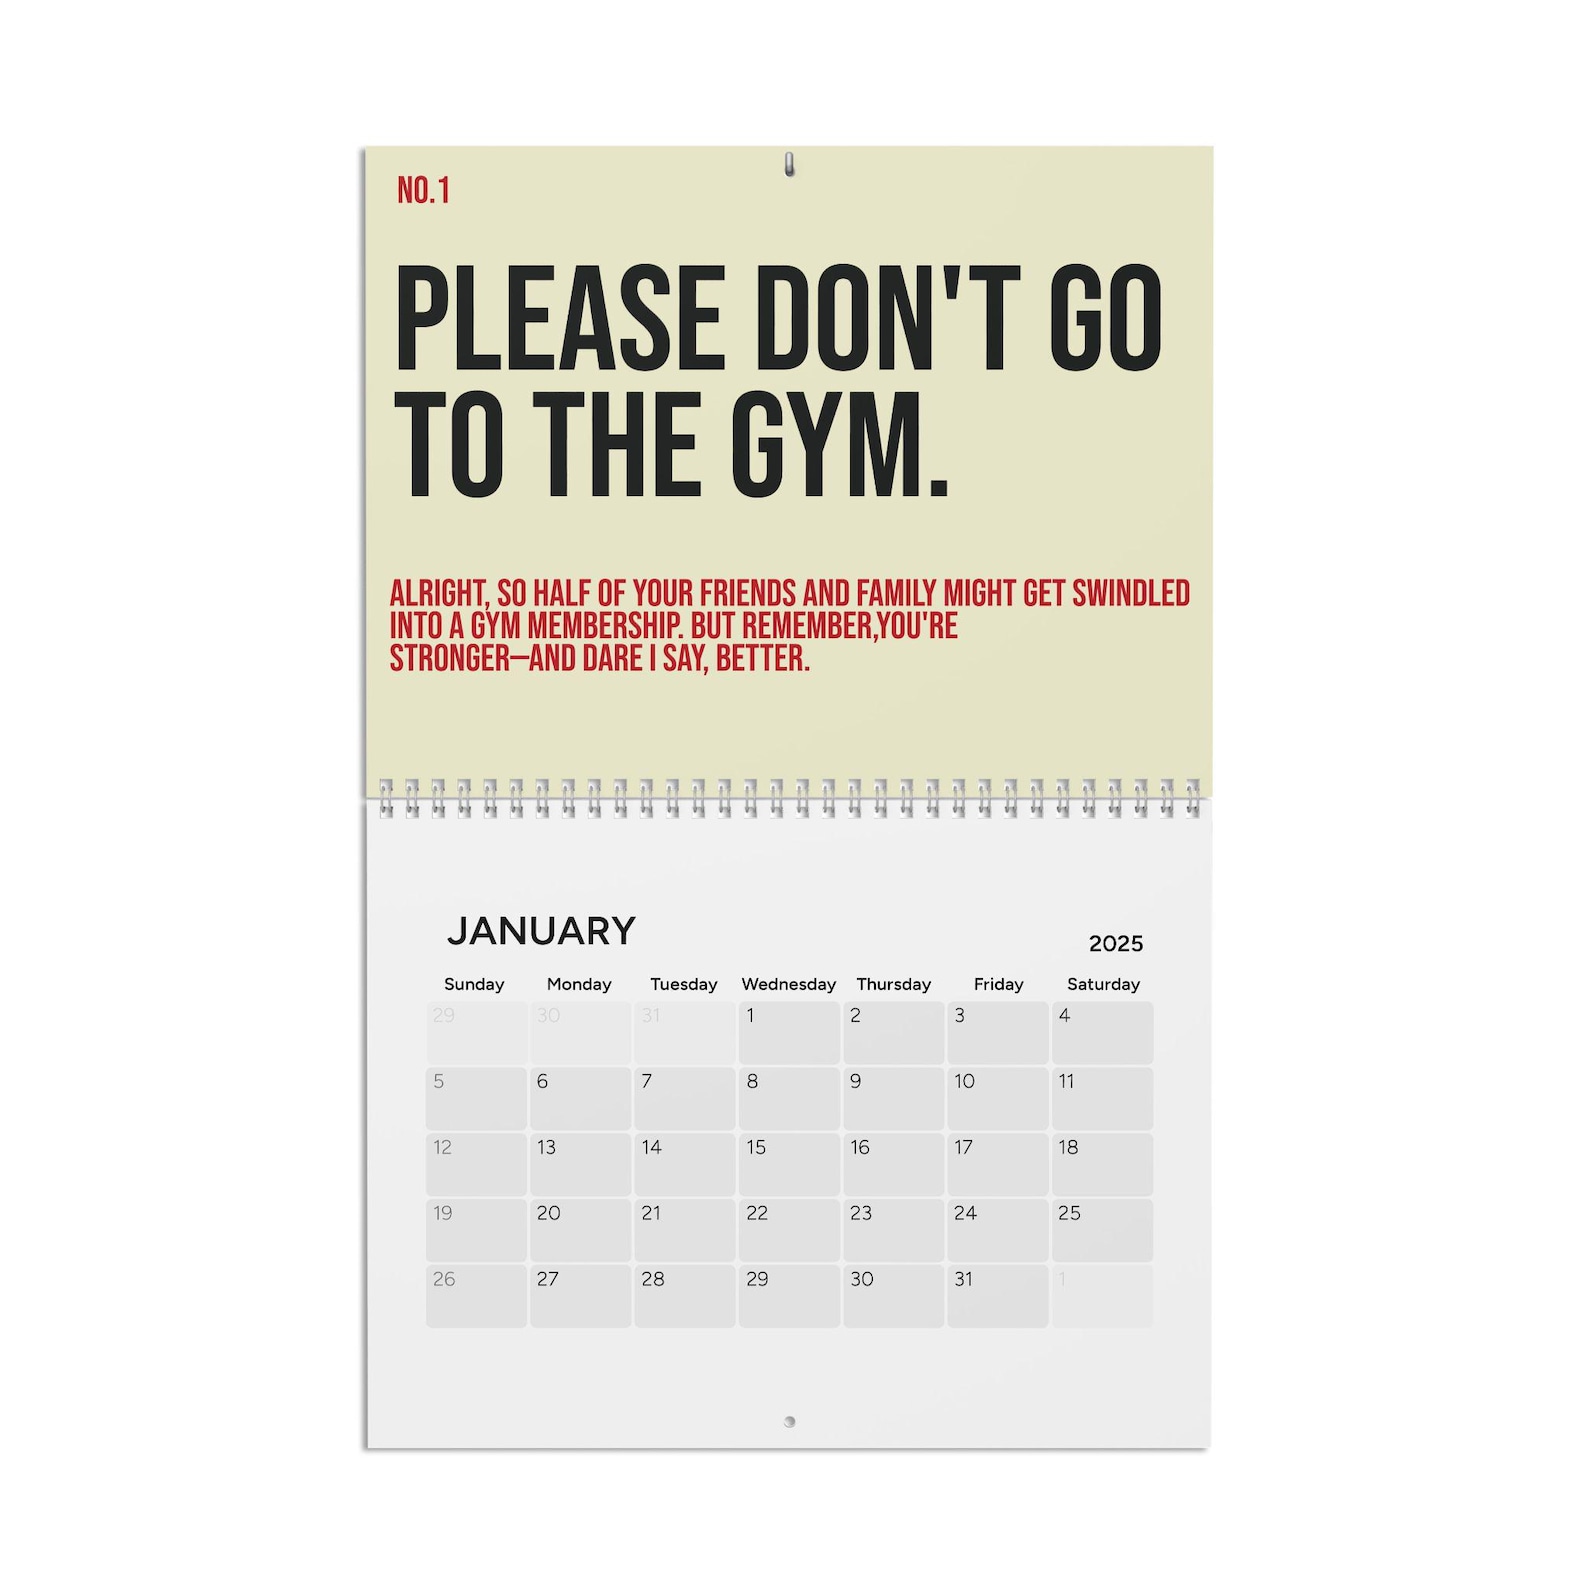 NO.1
PLEASE DON'T GO
TO THE GYM.
ALRIGHT, SO HALF OF YOUR FRIENDS AND FAMILY MIGHT GET SWINDLED
INTO A GYM MEMBERSHIP. BUT REMEMBER,YOU'RE
STRONGER—AND DARE I SAY, BETTER.
JANUARY 2025
Sunday Monday Tuesday Wednesday Thursday Friday Saturday
29 30 31 1 2 3 4
5 6 7 8 9 10 11
12 13 14 15 16 17 18
19 20 21 22 23 24 25
26 27 28 29 30 31 1